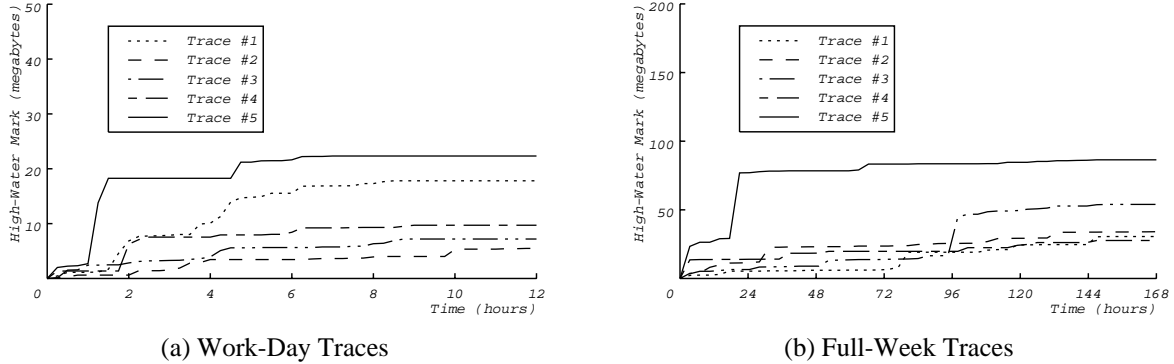 High-Water Mark (megabytes)
50
40
30
20
10
0
Trace #1
Trace #2
Trace #3
Trace #4
Trace #5
2
4
6
8
10
12
Time (hours)
(a) Work-Day Traces
High-Water Mark (megabytes)
200
150
100
50
0
Trace #1
Trace #2
Trace #3
Trace #4
Trace #5
24
48
72
96
120
144
168
Time (hours)
(b) Full-Week Traces